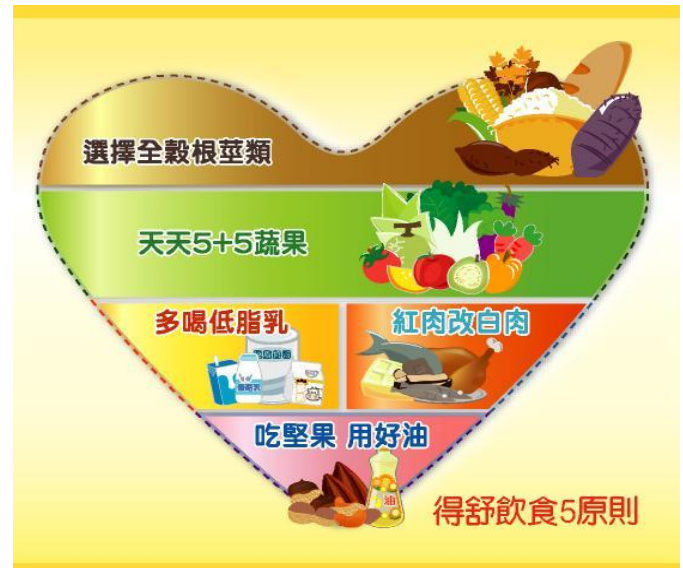 選擇全穀根莖類
天天5+5蔬果
多喝低脂乳
紅肉改白肉
吃堅果 用好油
油
得舒飲食5原則